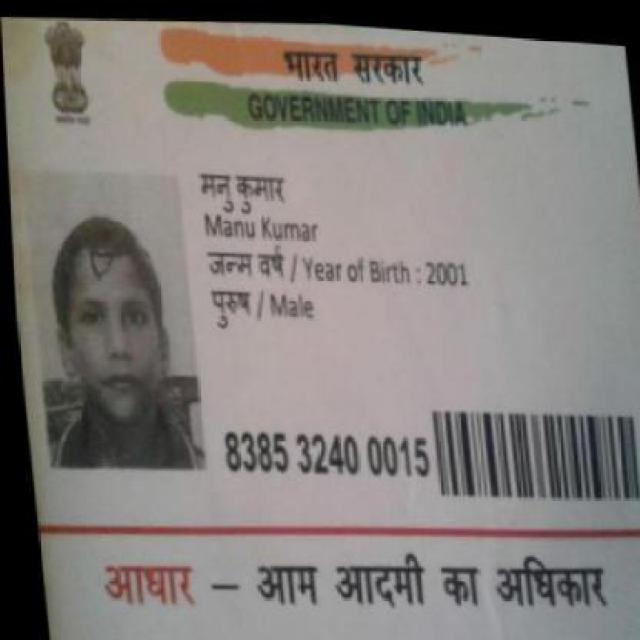 भारत सरकार
GOVERNMENT OF INDIA
मनु कुमार
Manu Kumar
जन्म वर्ष / Year of Birth : 2001
पुरुष / Male
8385 3240 0015
आधार – आम आदमी का अधिकार